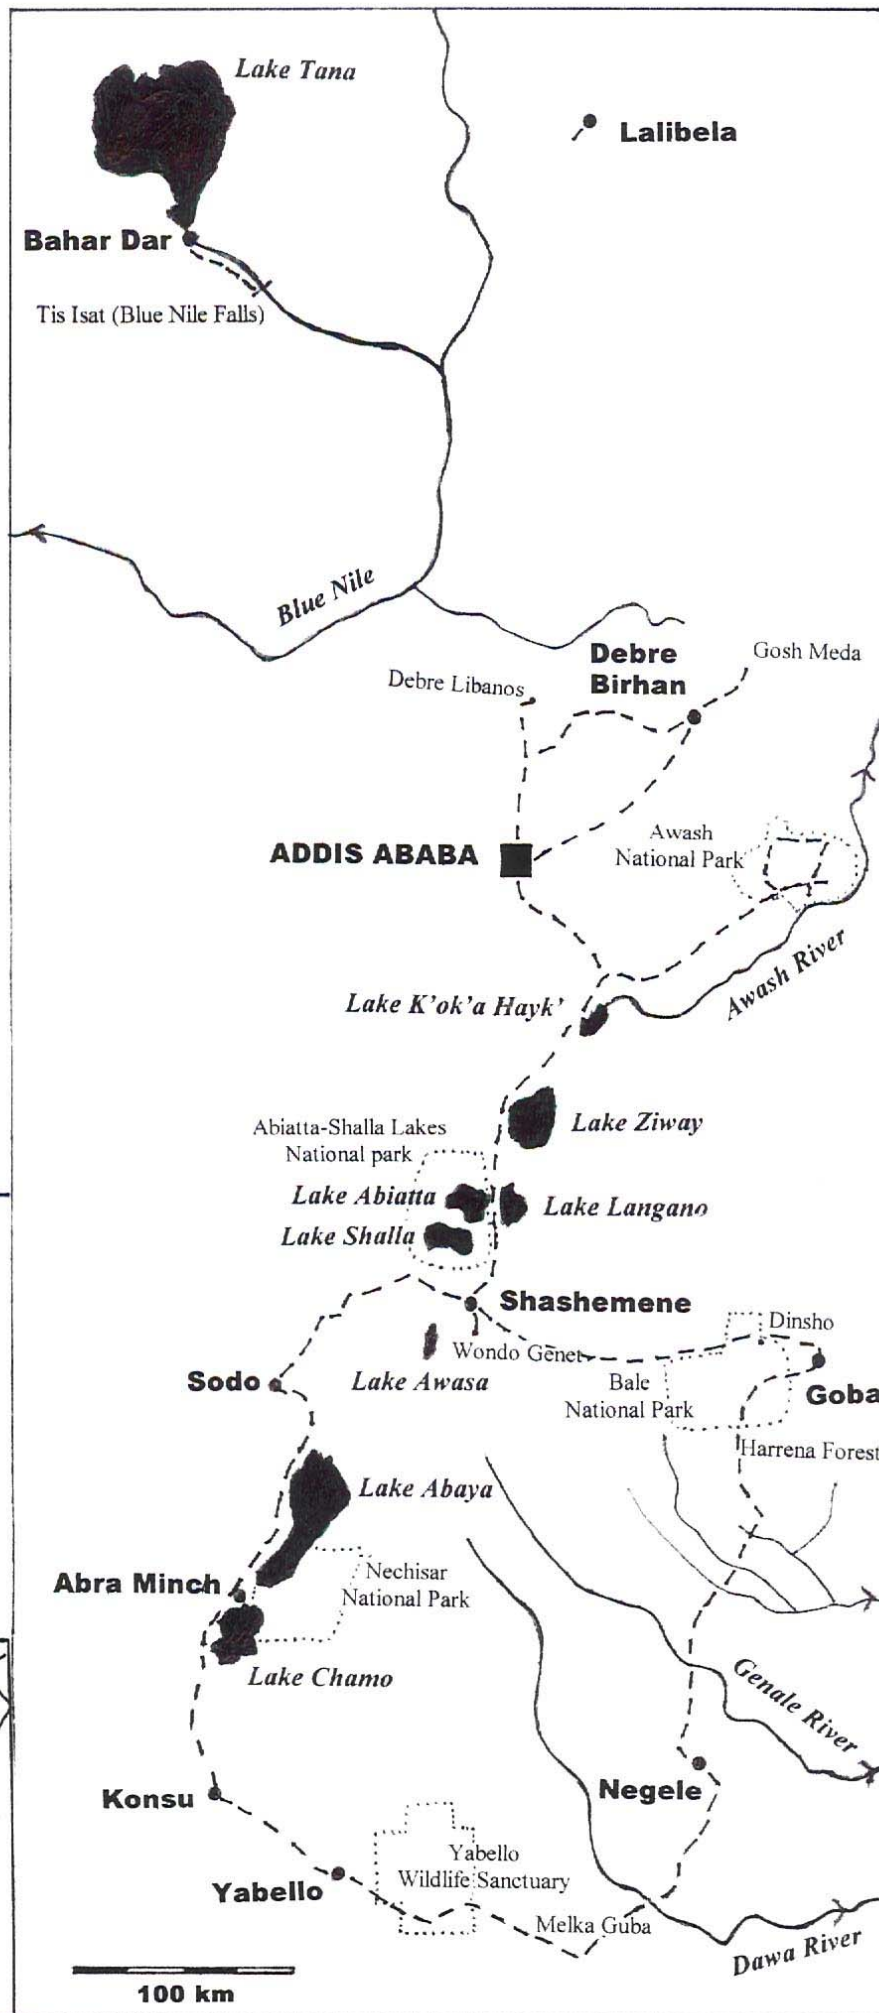 Lake Tana
Lalibela
Bahar Dar
Tis Isat (Blue Nile Falls)
Blue Nile
Debre
Birhan
Gosh Meda
Debre Libanos
ADDIS ABABA
Awash
National Park
Awash River
Lake K'ok'a Hayk'
Lake Ziway
Abiatta-Shalla Lakes
National park
Lake Abiatta
Lake Langano
Lake Shalla
Shashemene
Dinsho
Wondo Genet
Sodo
Lake Awasa
Bale
National Park
Goba
Harrena Forest
Lake Abaya
Abra Minch
Nechisar
National Park
Lake Chamo
Genale River
Negele
Konsu
Yabello
Wildlife Sanctuary
Yabello
Melka Guba
Dawa River
100 km